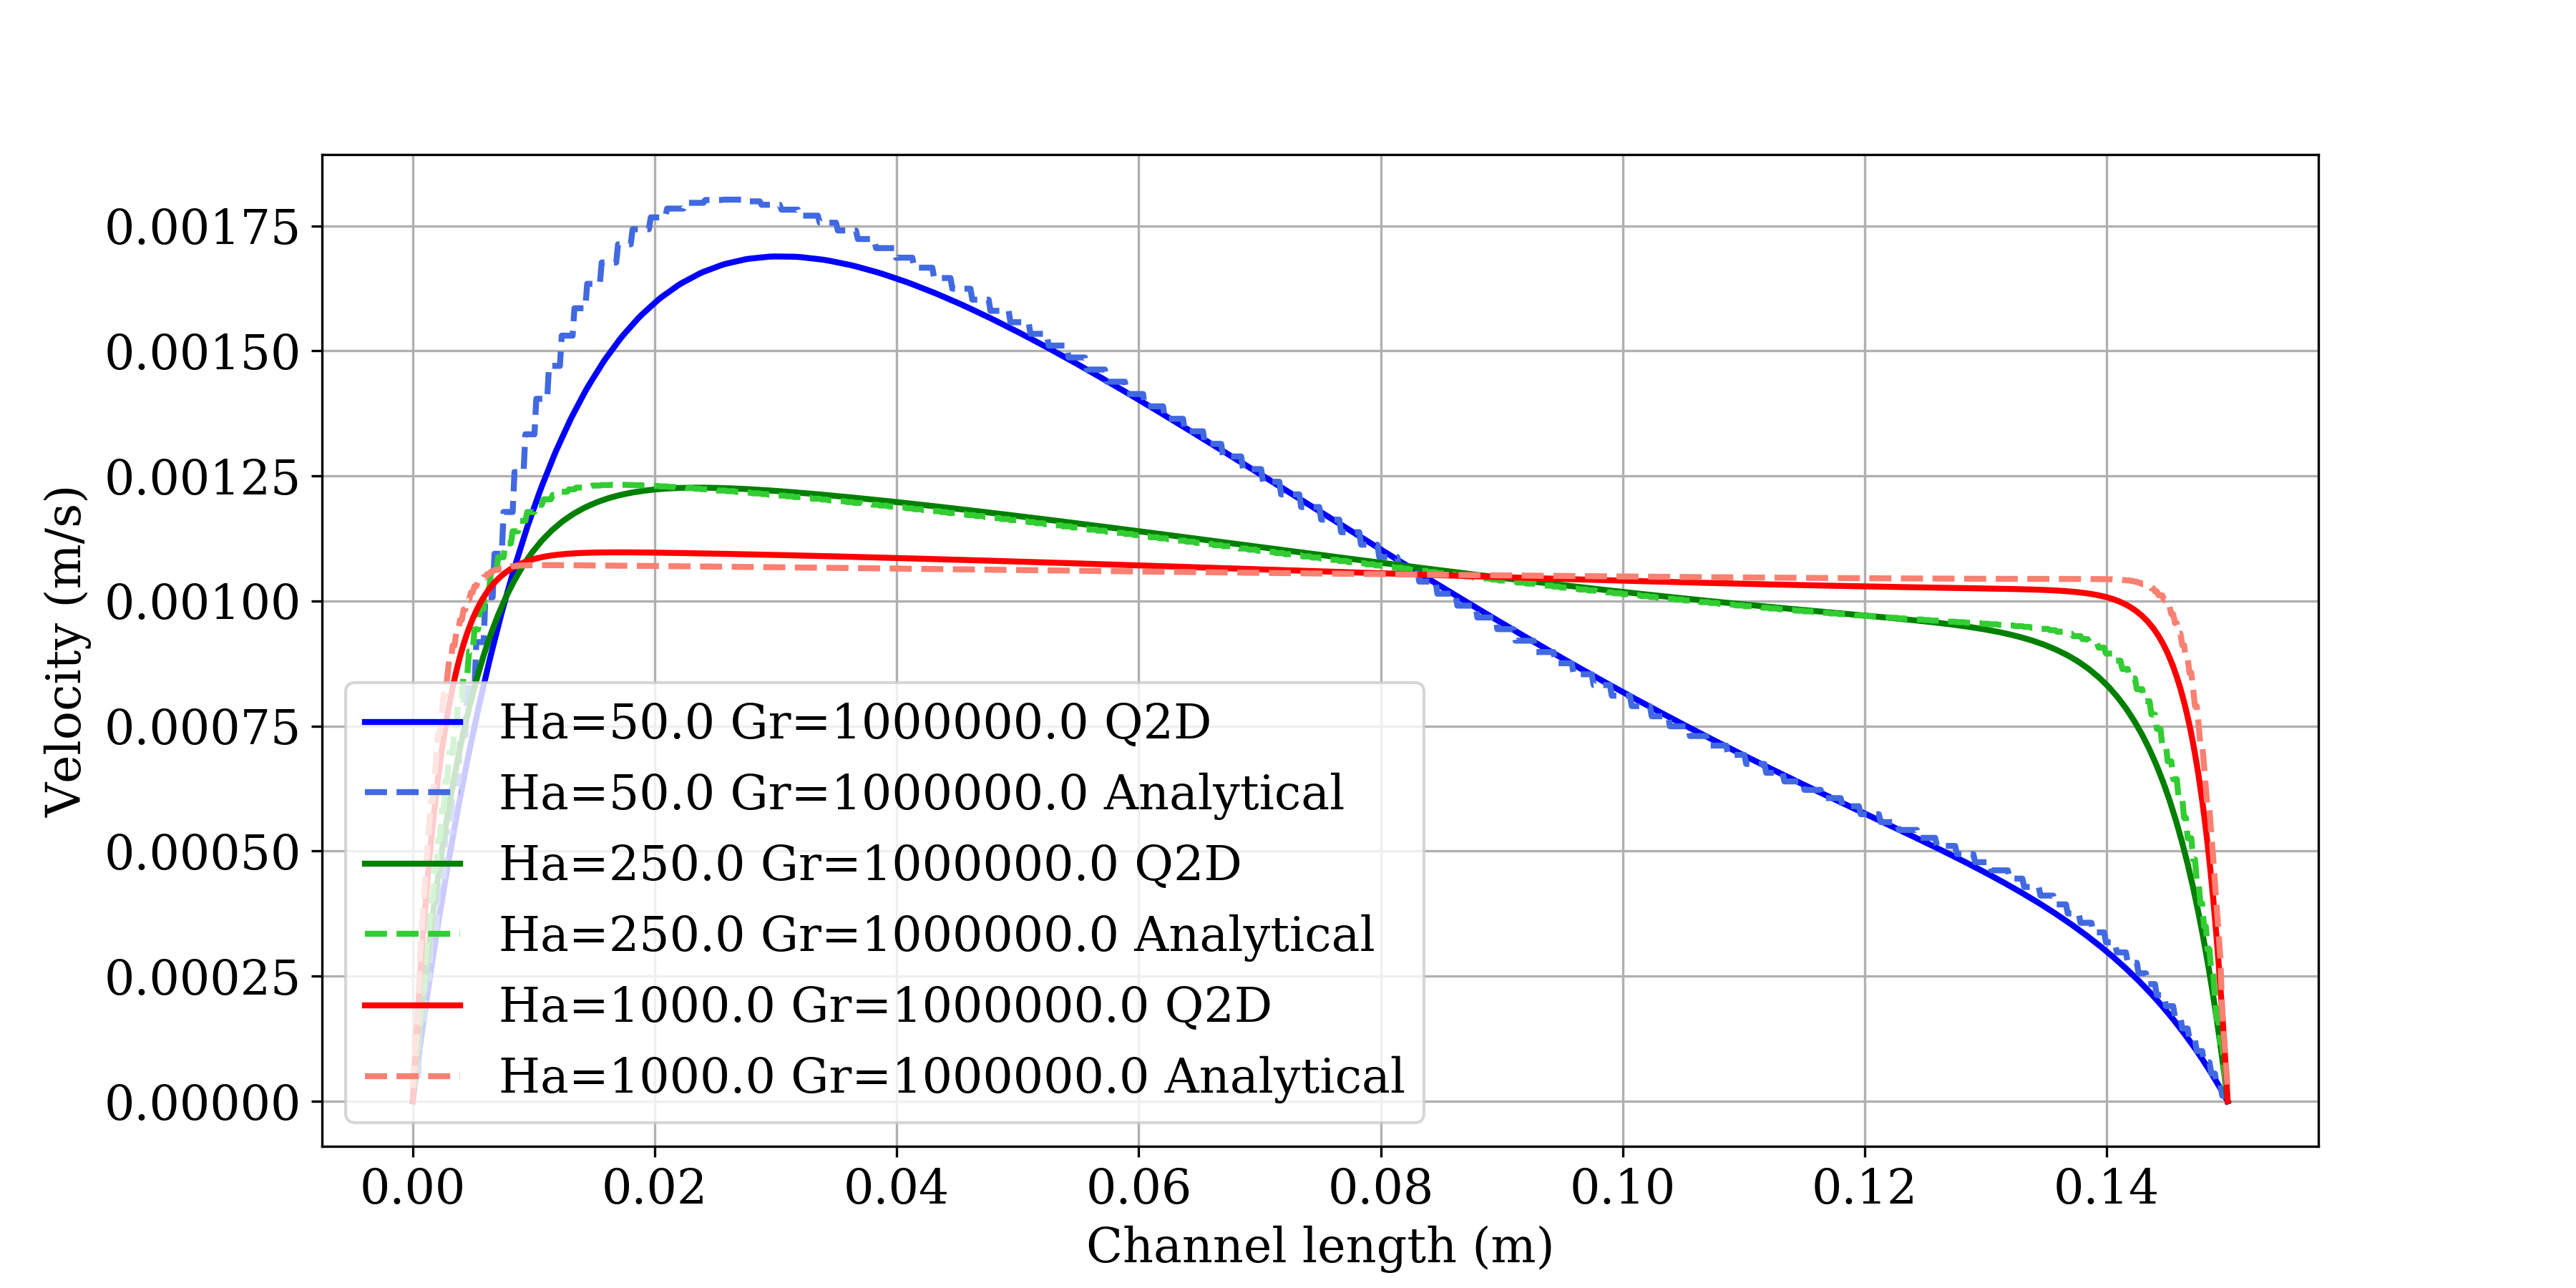 0.00175
0.00150
0.00125
0.00100
0.00075
0.00050
0.00025
0.00000
Velocity (m/s)
Ha=50.0 Gr=1000000.0 Q2D
Ha=50.0 Gr=1000000.0 Analytical
Ha=250.0 Gr=1000000.0 Q2D
Ha=250.0 Gr=1000000.0 Analytical
Ha=1000.0 Gr=1000000.0 Q2D
Ha=1000.0 Gr=1000000.0 Analytical
0.00 0.02 0.04 0.06 0.08 0.10 0.12 0.14
Channel length (m)